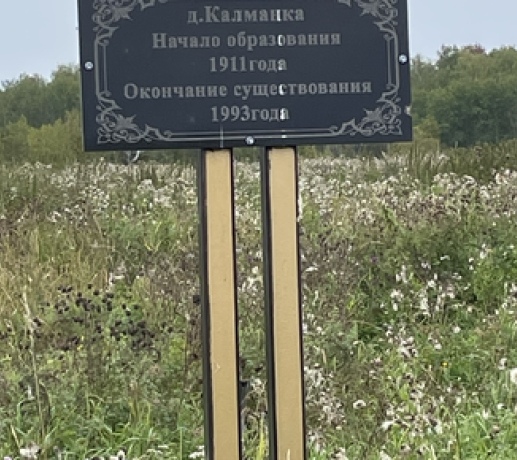 д.Калманка
Начало образования
1911года
Окончание существования
1993года